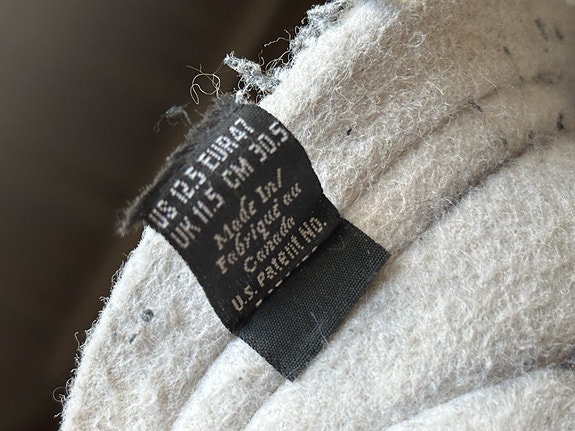 US 12.5 EUR 47
UK 11.5 CM 30.5
Made In/
Fabriqué au
Canada
U.S. Patent No.